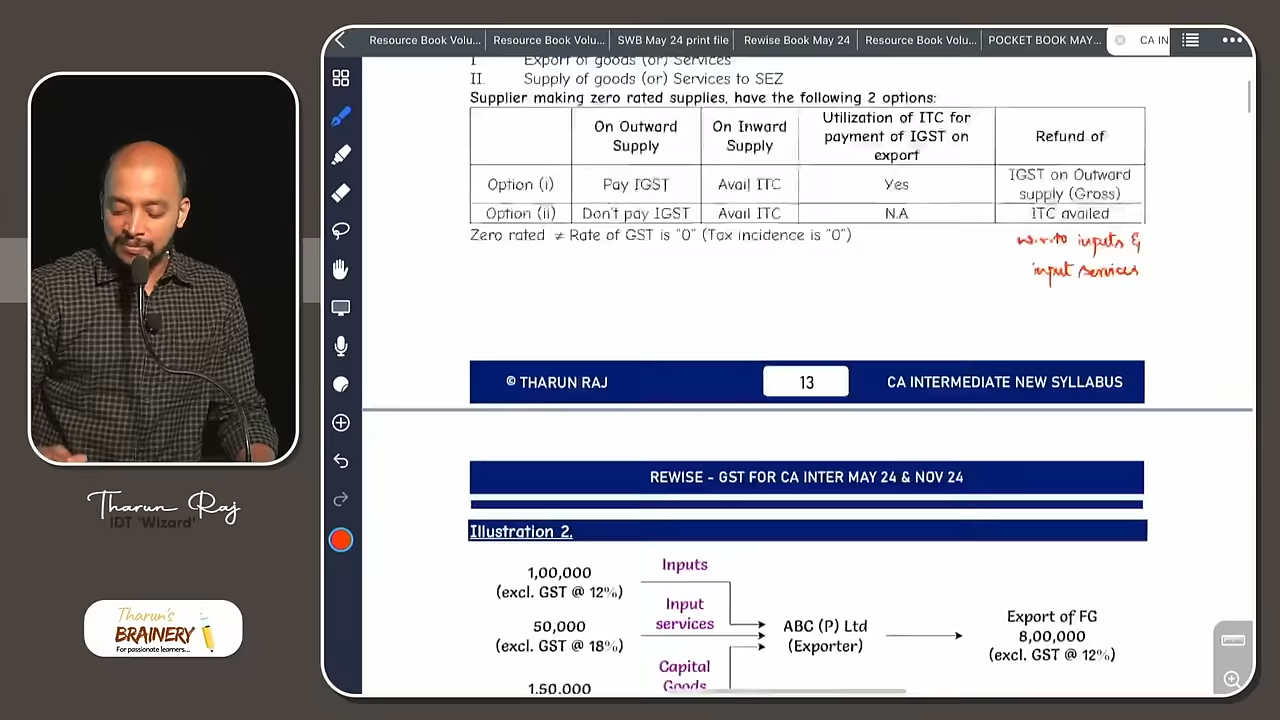 Resource Book Volu...
Resource Book Volu...
SWB May 24 print file
Rewise Book May 24
Resource Book Volu...
POCKET BOOK MAY...
CA IN
I Export of goods (or) Services
II. Supply of goods (or) Services to SEZ
Supplier making zero rated supplies, have the following 2 options:
On Outward Supply
On Inward Supply
Utilization of ITC for payment of IGST on export
Refund of
Option (i) Pay IGST Avail ITC Yes IGST on Outward supply (Gross)
Option (ii) Don't pay IGST Avail ITC N.A ITC availed
Zero rated ≠ Rate of GST is "0" (Tax incidence is "0")
w.r.to inputs &
input services
© THARUN RAJ 13 CA INTERMEDIATE NEW SYLLABUS
REWISE - GST FOR CA INTER MAY 24 & NOV 24
Illustration 2.
1,00,000
(excl. GST @ 12%)
Inputs
50,000
(excl. GST @ 18%)
Input
services
1,50,000
Capital
Goods
ABC (P) Ltd
(Exporter)
Export of FG
8,00,000
(excl. GST @ 12%)
Tharun Raj
IDT 'Wizard'
Tharun's
BRAINERY
For passionate learners...